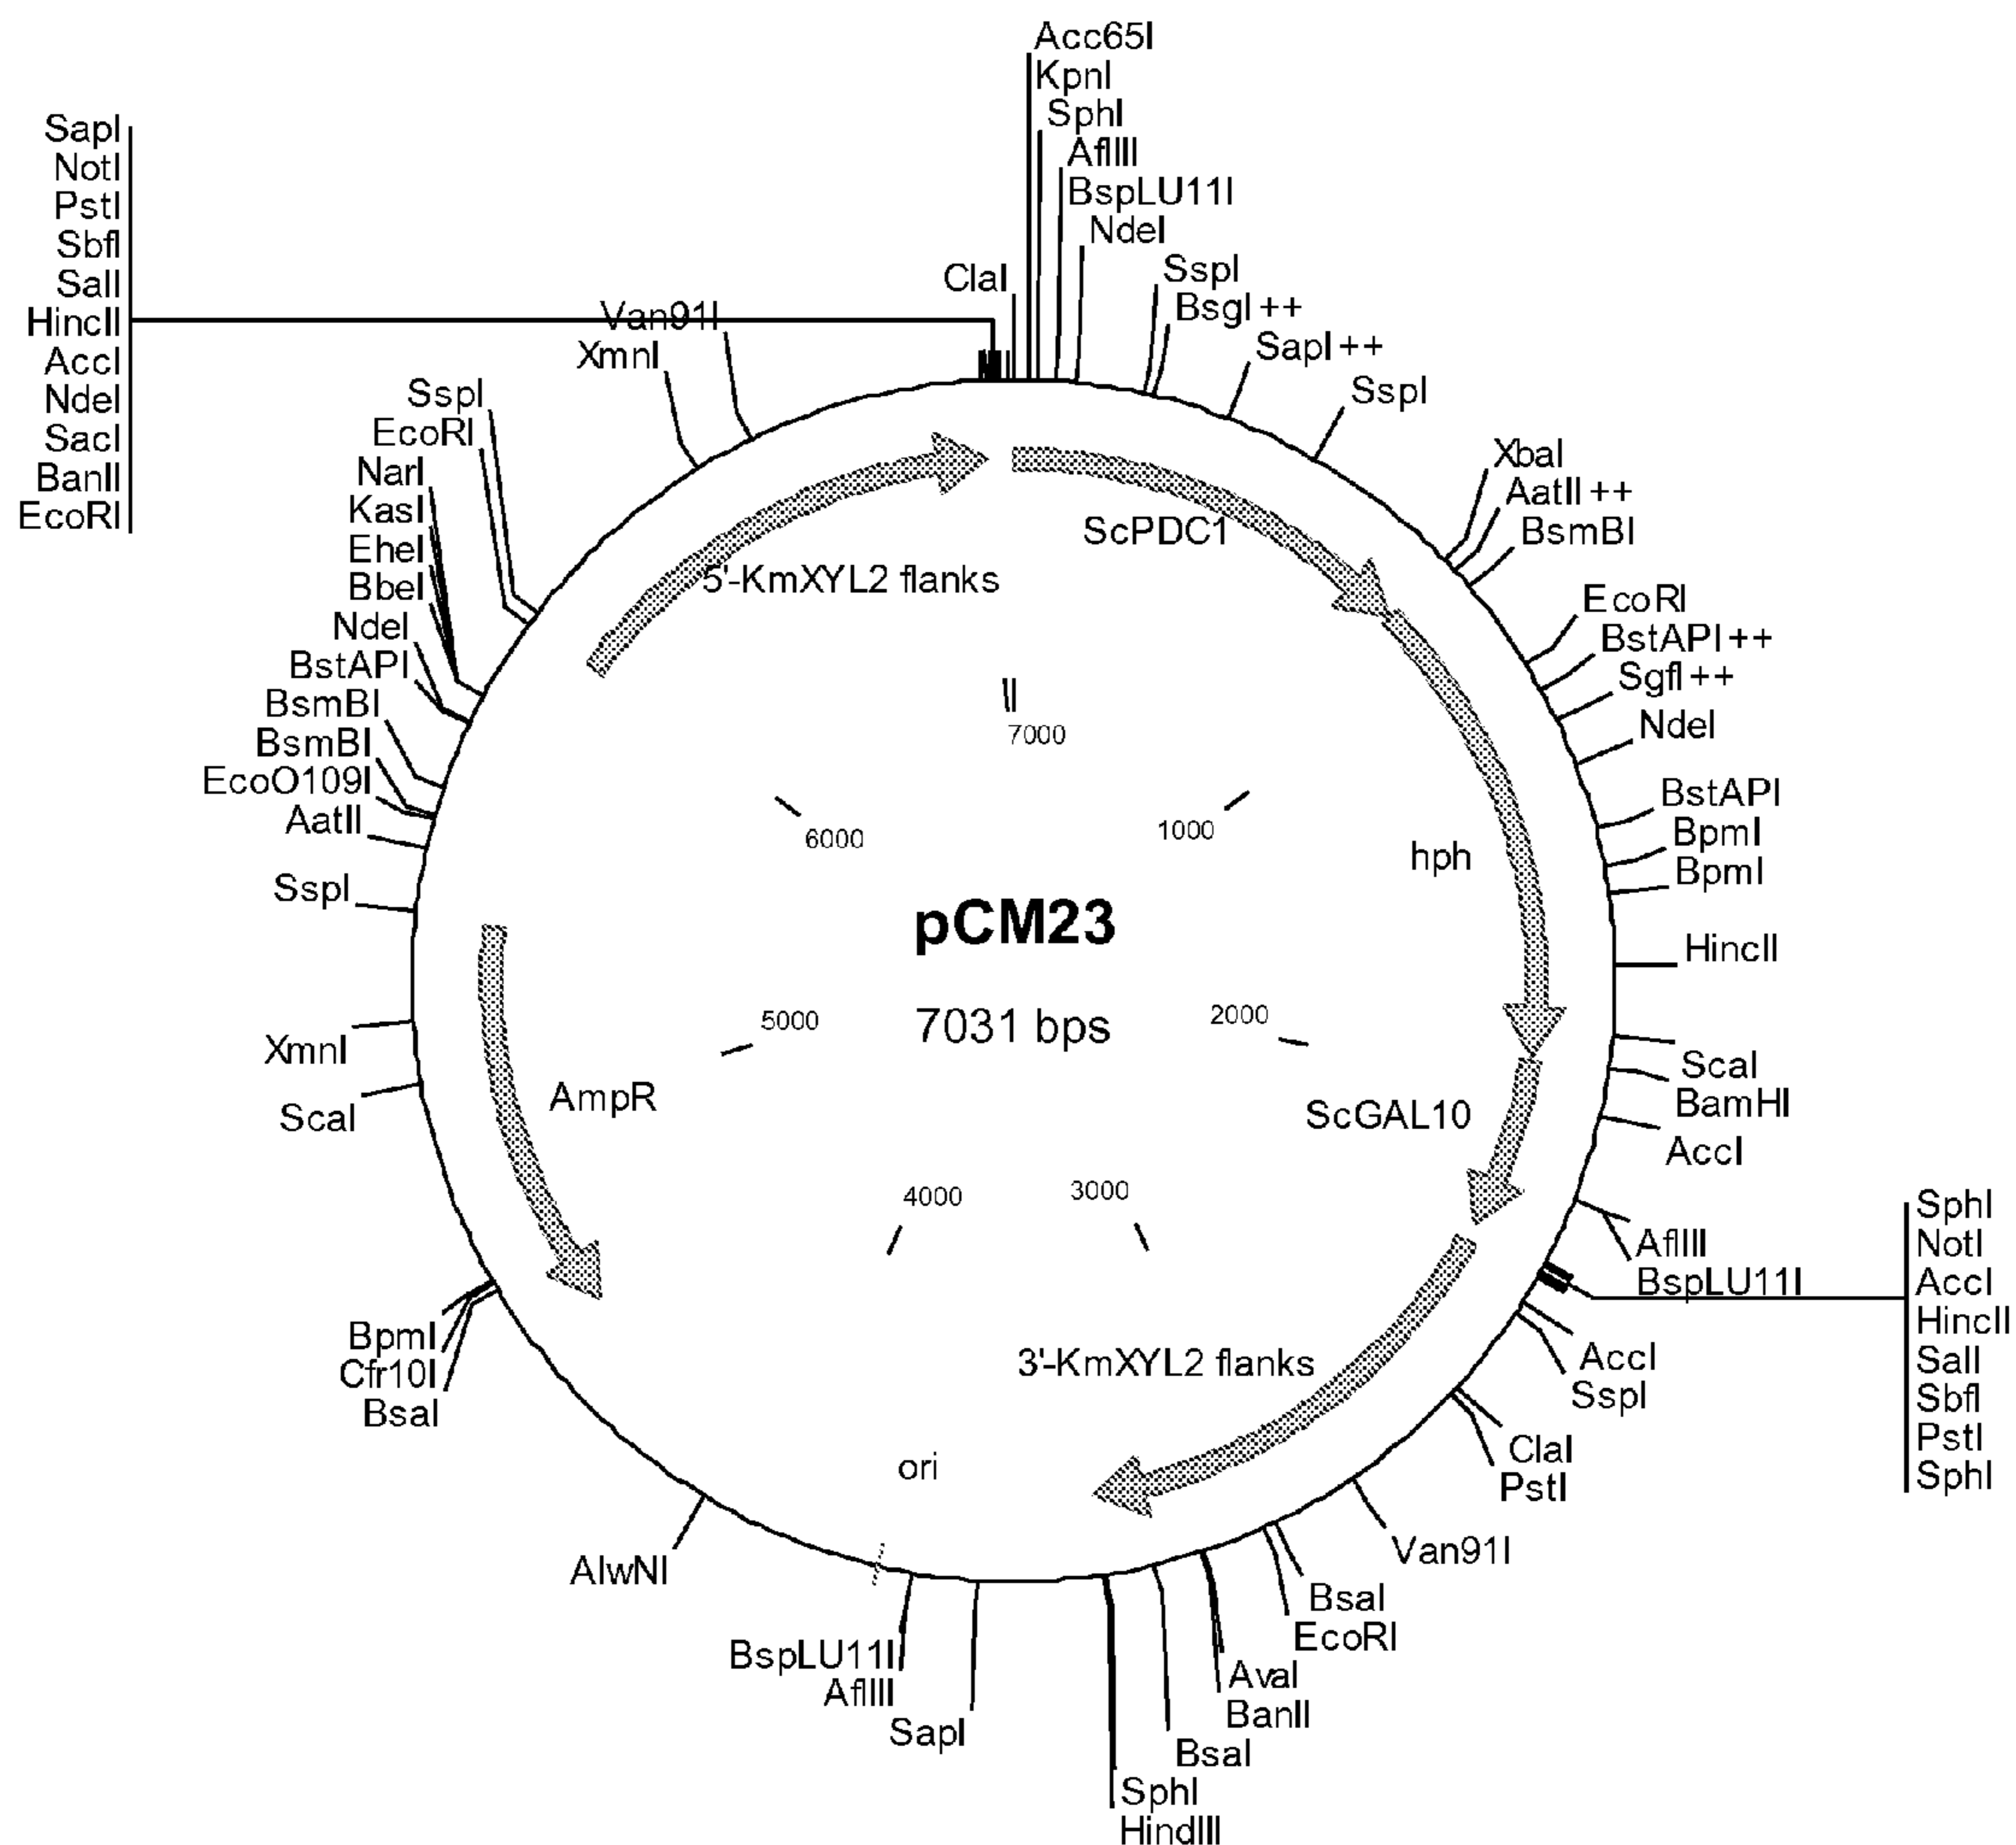 Acc65I
KpnI
SphI
AflIII
BspLU11I
NdeI
ClaI
SspI
BsgI ++
SapI ++
SspI
XbaI
AatII ++
BsmBI
EcoRI
BstAPI ++
SgfI ++
NdeI
BstAPI
BpmI
BpmI
HincII
ScaI
BamHI
AccI
AflIII
BspLU11I
SphI
NotI
AccI
HincII
SalI
SbfI
PstI
SphI
AccI
SspI
ClaI
PstI
Van91I
BsaI
EcoRI
AvaI
BanII
BsaI
SphI
HindIII
SapI
AflIII
BspLU11I
AlwNI
BsaI
Cfr10I
BpmI
ScaI
XmnI
SspI
AatII
EcoO109I
BsmBI
BsmBI
BstAPI
NdeI
BbeI
EheI
KasI
NarI
EcoRI
SspI
XmnI
Van91I
SapI
NotI
PstI
SbfI
SalI
HincII
AccI
NdeI
SacI
BanII
EcoRI
ScPDC1
5'-KmXYL2 flanks
hph
ScGAL10
3'-KmXYL2 flanks
ori
AmpR
7000
1000
2000
3000
4000
5000
6000
pCM23
7031 bps